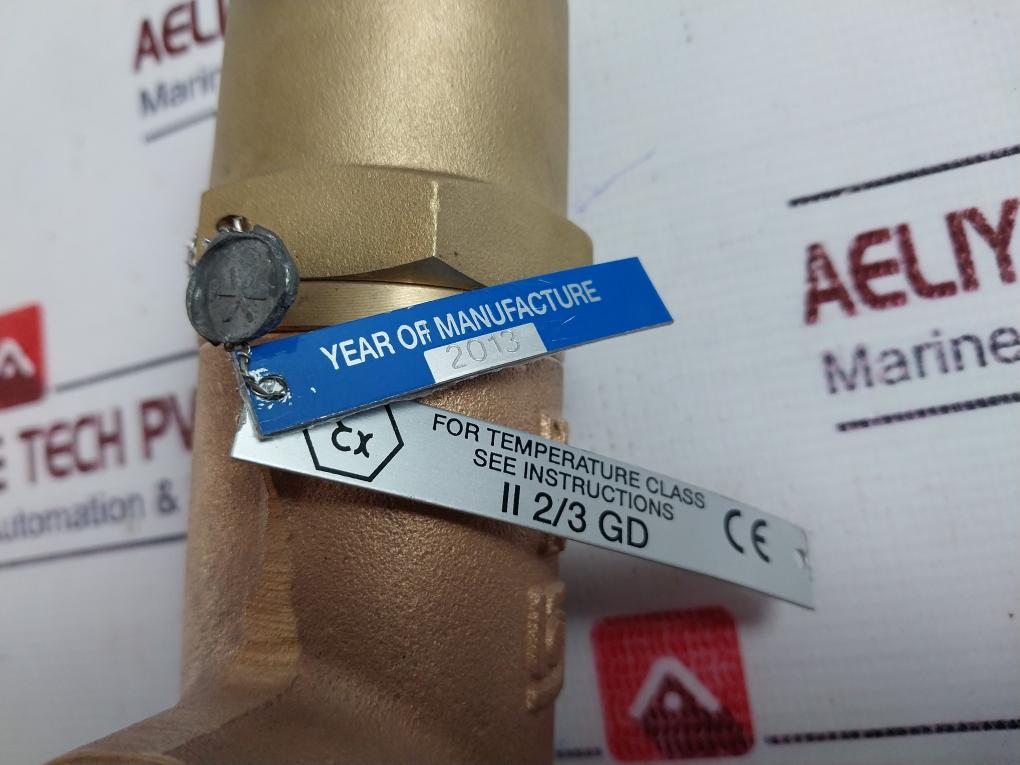 AELI
Marin
YEAR OF MANUFACTURE
2013
Ex
FOR TEMPERATURE CLASS
SEE INSTRUCTIONS
II 2/3 GD
CE
AELIY
Marine
E TECH PV
utomation &